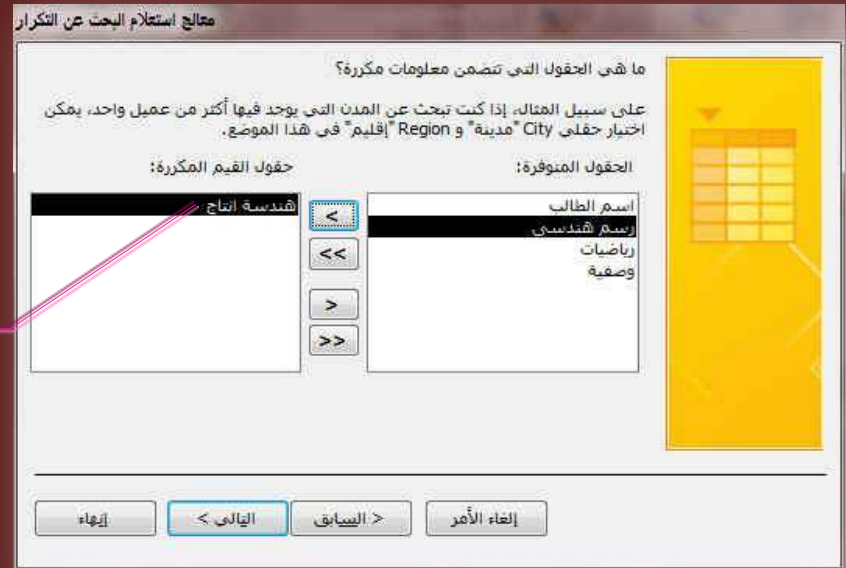 معالج استعلام البحث عن التكرار
ما هي الحقول التي تتضمن معلومات مكررة؟
على سبيل المثال، إذا كنت تبحث عن المدن التي يوجد فيها أكثر من عميل واحد، يمكن
اختيار حقلي City "مدينة" و Region "إقليم" في هذا الموضع.
الحقول المتوفرة:
حقول القيم المكررة:
اسم الطالب
رسم هندسي
رياضيات
وصفية
هندسة انتاج
<
<<
>
>>
إلغاء الأمر
< السابق
التالي >
إنهاء